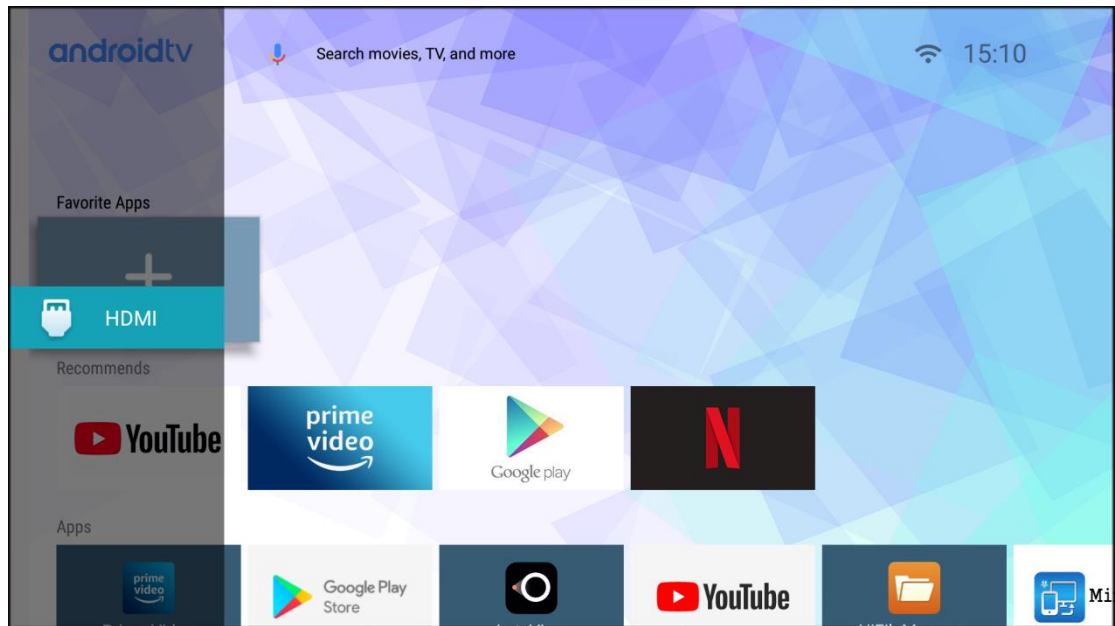 androidtv
Search movies, TV, and more
15:10
Favorite Apps
HDMI
Recommends
YouTube
prime
video
Google play
N
Apps
prime
video
Google Play
Store
YouTube
Mi